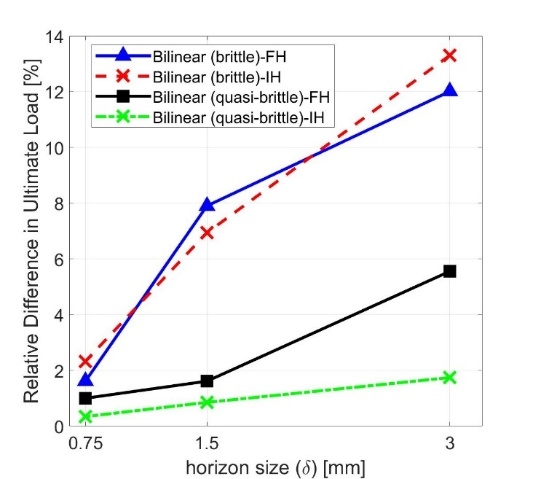 Relative Difference in Ultimate Load [%]
14
12
10
8
6
4
2
0
Bilinear (brittle)-FH
Bilinear (brittle)-IH
Bilinear (quasi-brittle)-FH
Bilinear (quasi-brittle)-IH
0.75 1.5 3
horizon size (δ) [mm]